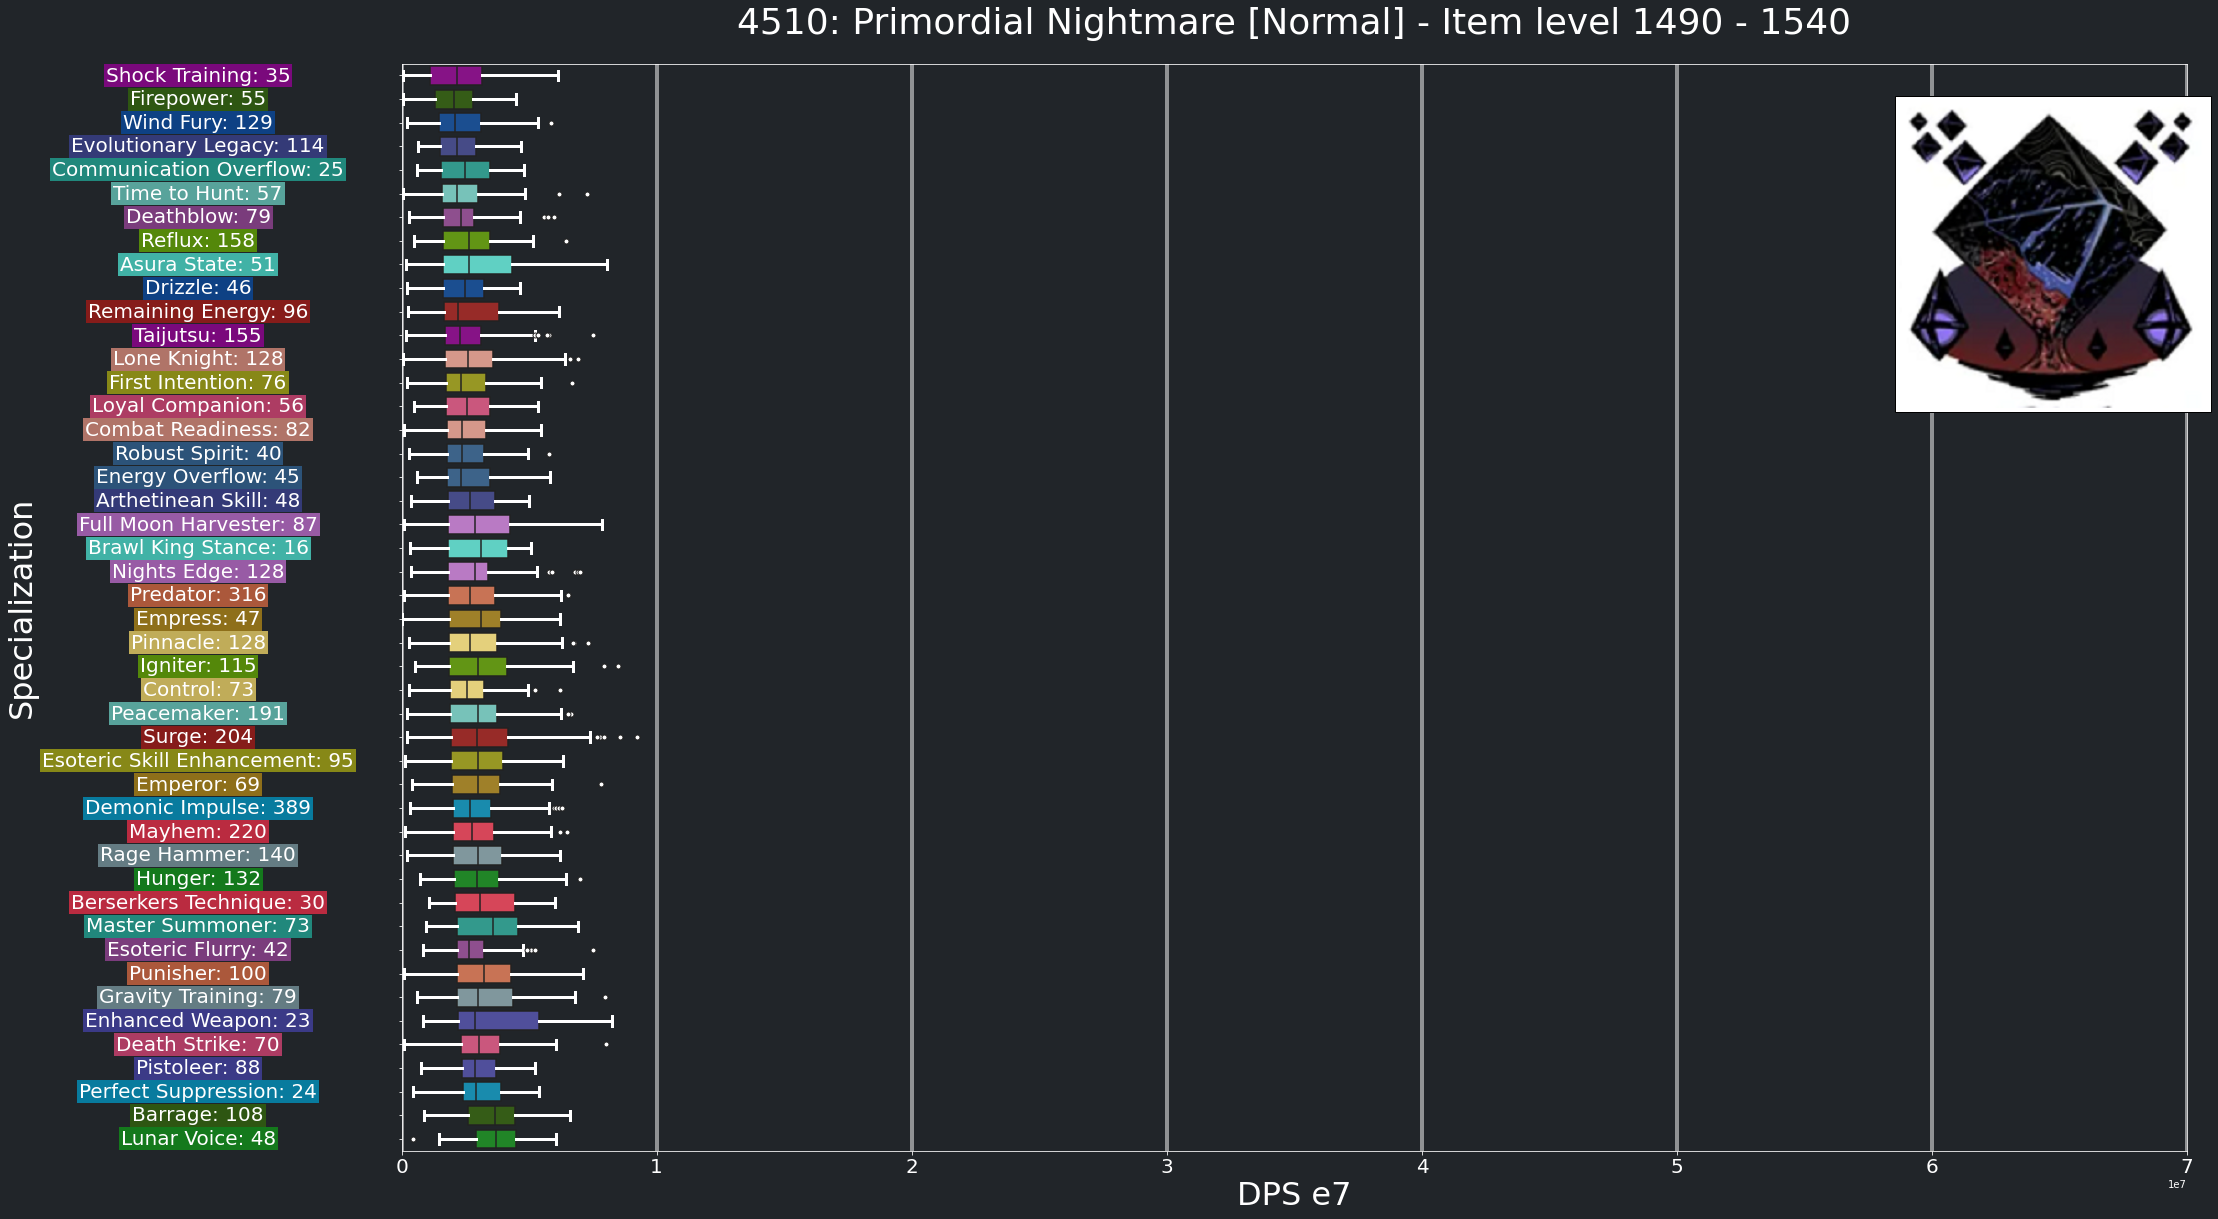 4510: Primordial Nightmare [Normal] - Item level 1490 - 1540
Shock Training: 35
Firepower: 55
Wind Fury: 129
Evolutionary Legacy: 114
Communication Overflow: 25
Time to Hunt: 57
Deathblow: 79
Reflux: 158
Asura State: 51
Drizzle: 46
Remaining Energy: 96
Taijutsu: 155
Lone Knight: 128
First Intention: 76
Loyal Companion: 56
Combat Readiness: 82
Robust Spirit: 40
Energy Overflow: 45
Arthetinean Skill: 48
Full Moon Harvester: 87
Brawl King Stance: 16
Nights Edge: 128
Predator: 316
Empress: 47
Pinnacle: 128
Igniter: 115
Control: 73
Peacemaker: 191
Surge: 204
Esoteric Skill Enhancement: 95
Emperor: 69
Demonic Impulse: 389
Mayhem: 220
Rage Hammer: 140
Hunger: 132
Berserkers Technique: 30
Master Summoner: 73
Esoteric Flurry: 42
Punisher: 100
Gravity Training: 79
Enhanced Weapon: 23
Death Strike: 70
Pistoleer: 88
Perfect Suppression: 24
Barrage: 108
Lunar Voice: 48
Specialization
0 1 2 3 4 5 6 7
1e7
DPS e7